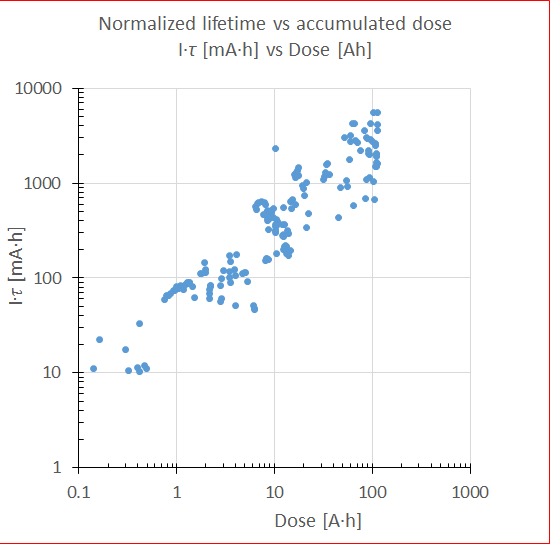 Normalized lifetime vs accumulated dose
I·τ [mA·h] vs Dose [Ah]
10000
1000
100
10
1
I·τ [mA·h]
0.1 1 10 100 1000
Dose [A·h]